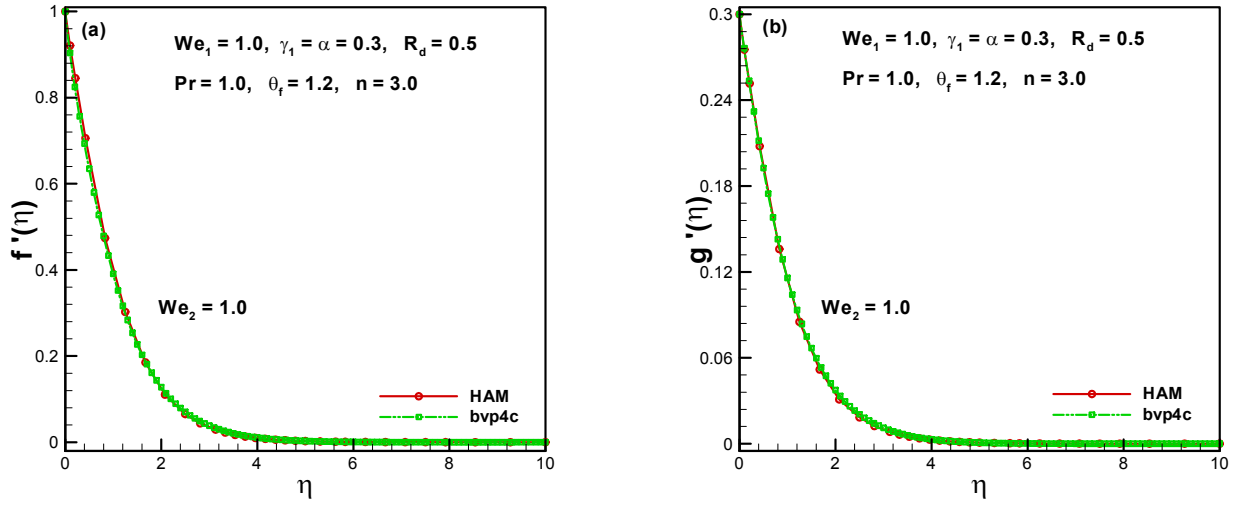 (a)
We₁ = 1.0, γ₁ = α = 0.3, R_d = 0.5
Pr = 1.0, θ_f = 1.2, n = 3.0
We₂ = 1.0
HAM
bvp4c
f '(η)
1
0.8
0.6
0.4
0.2
0
0 2 4 6 8 10
η
(b)
We₁ = 1.0, γ₁ = α = 0.3, R_d = 0.5
Pr = 1.0, θ_f = 1.2, n = 3.0
We₂ = 1.0
HAM
bvp4c
g '(η)
0.3
0.24
0.18
0.12
0.06
0
0 2 4 6 8 10
η